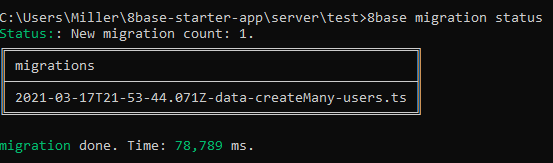 C:\Users\Miller\8base-starter-app\server\test>8base migration status
Status:: New migration count: 1.
migrations
2021-03-17T21-53-44.071Z-data-createMany-users.ts
migration done. Time: 78,789 ms.